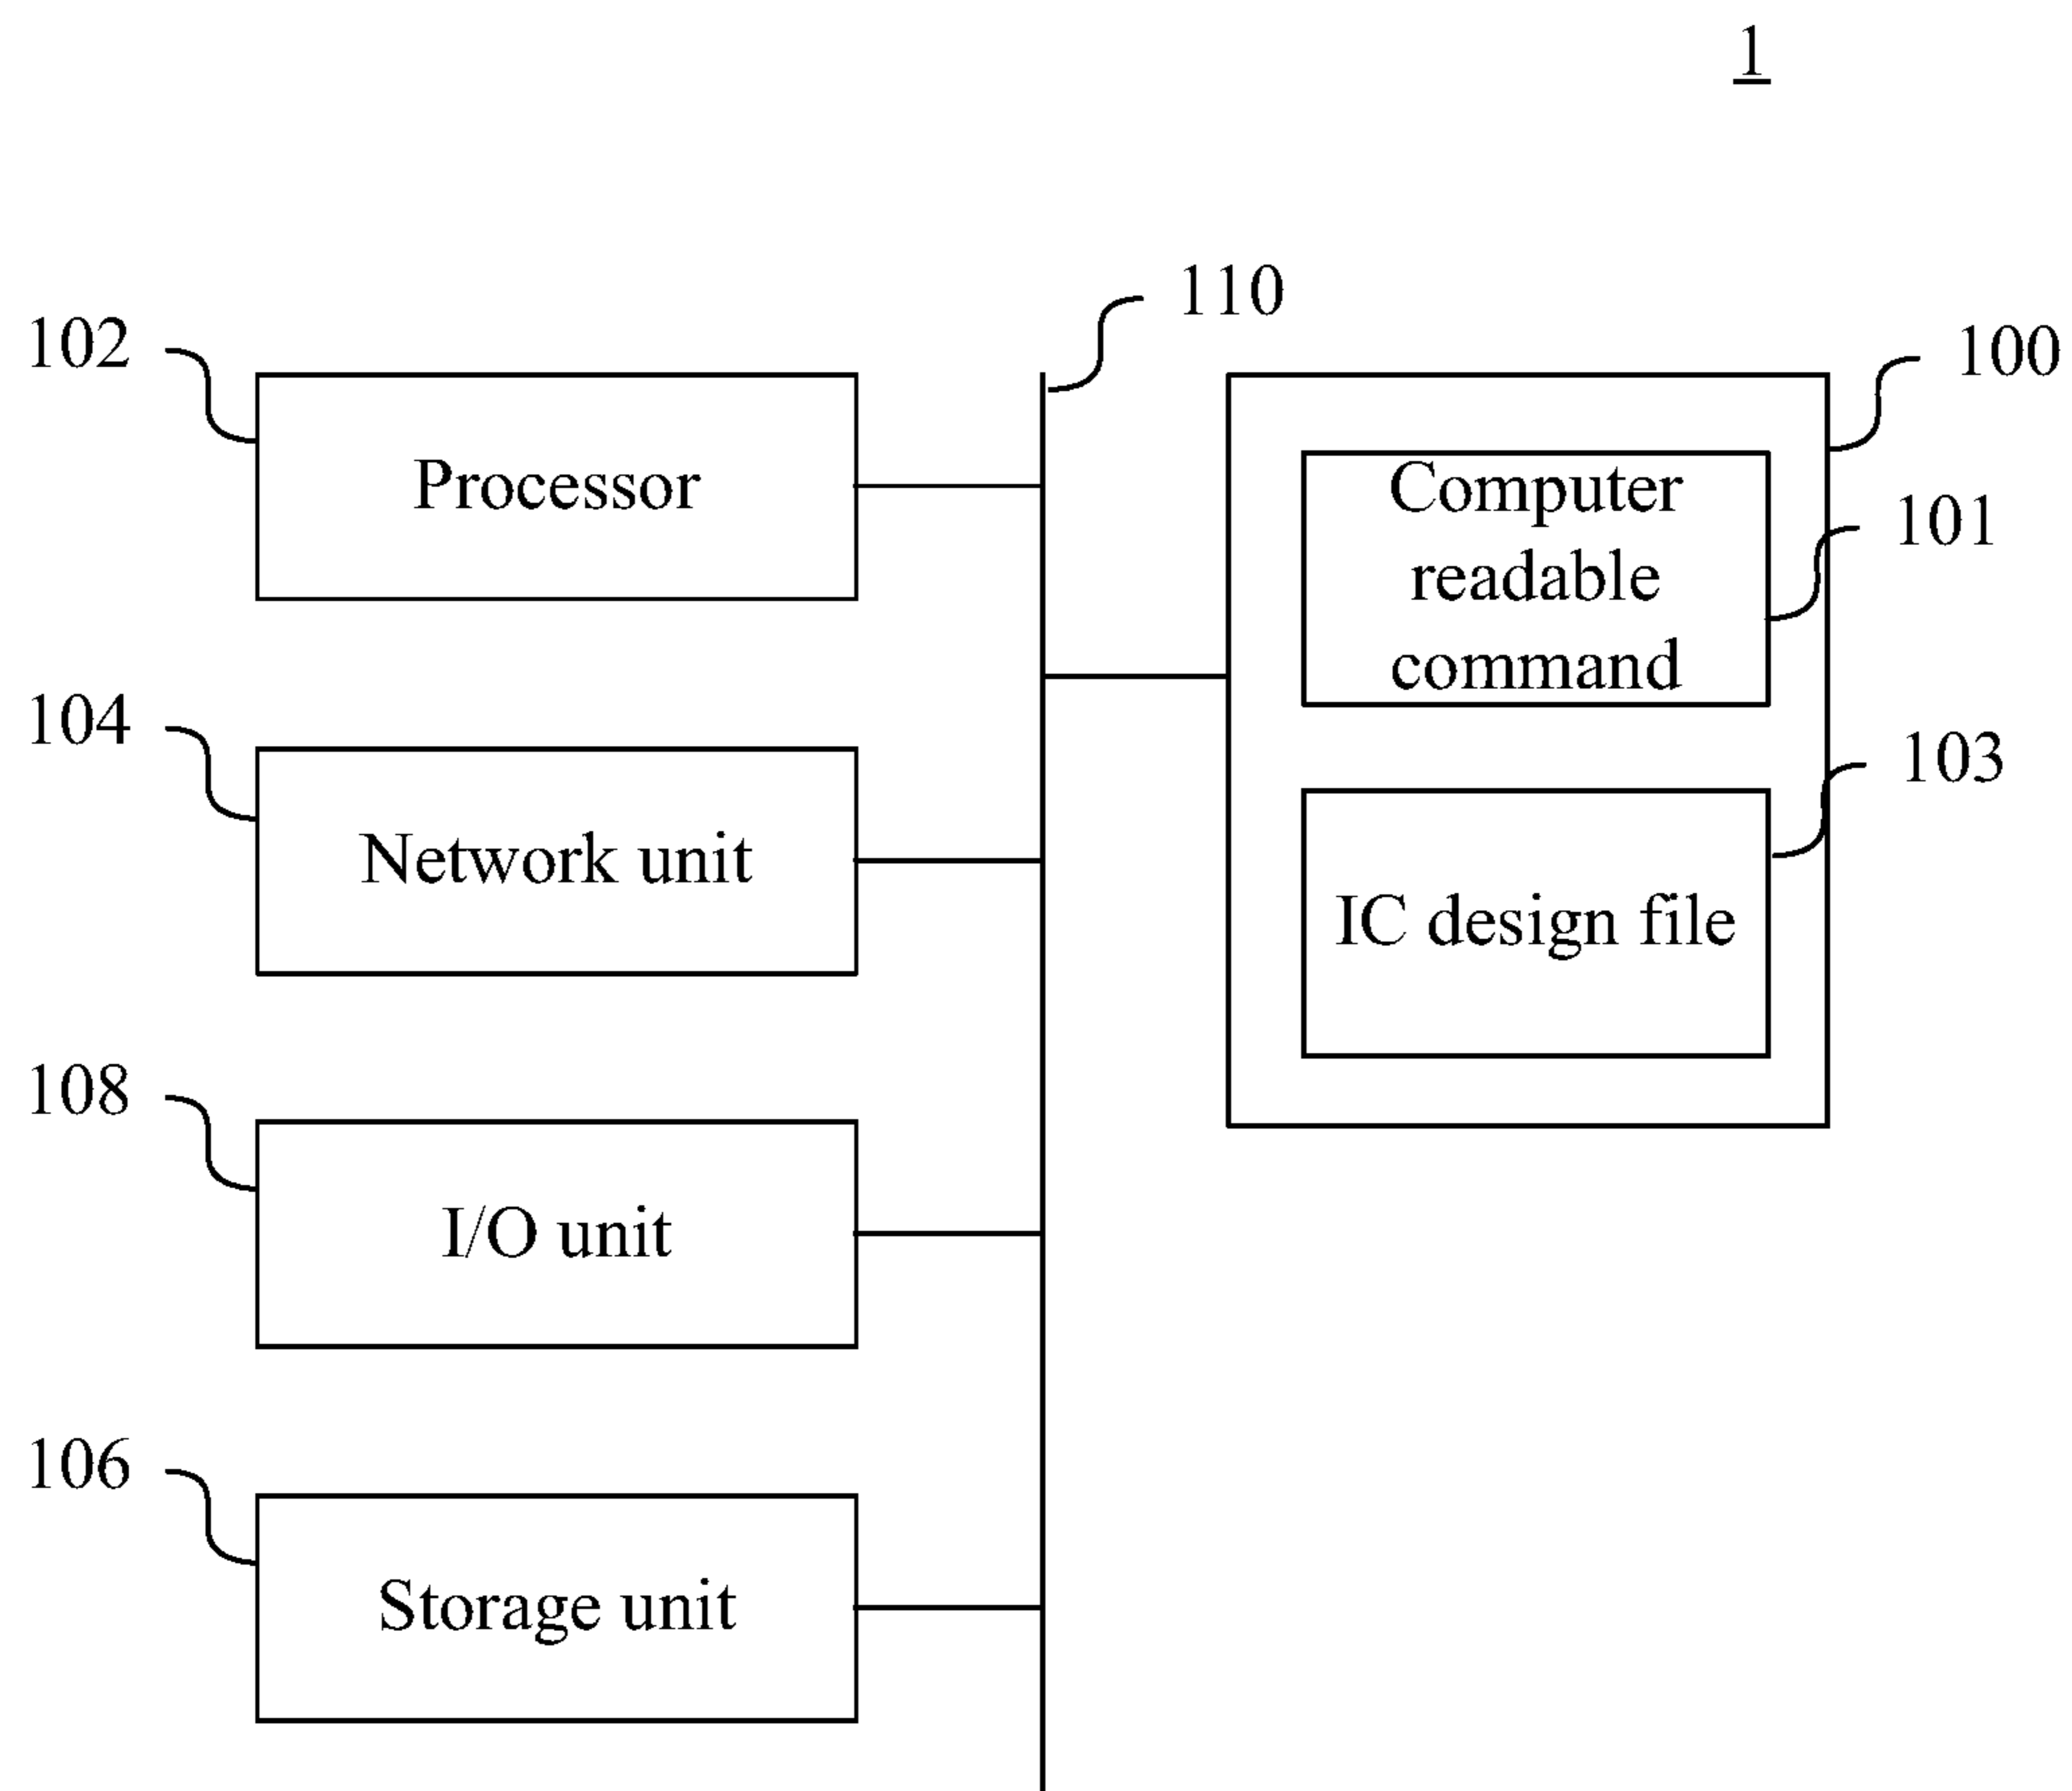 1
110
102
100
Processor
Computer
readable
command
101
104
103
Network unit
IC design file
108
I/O unit
106
Storage unit